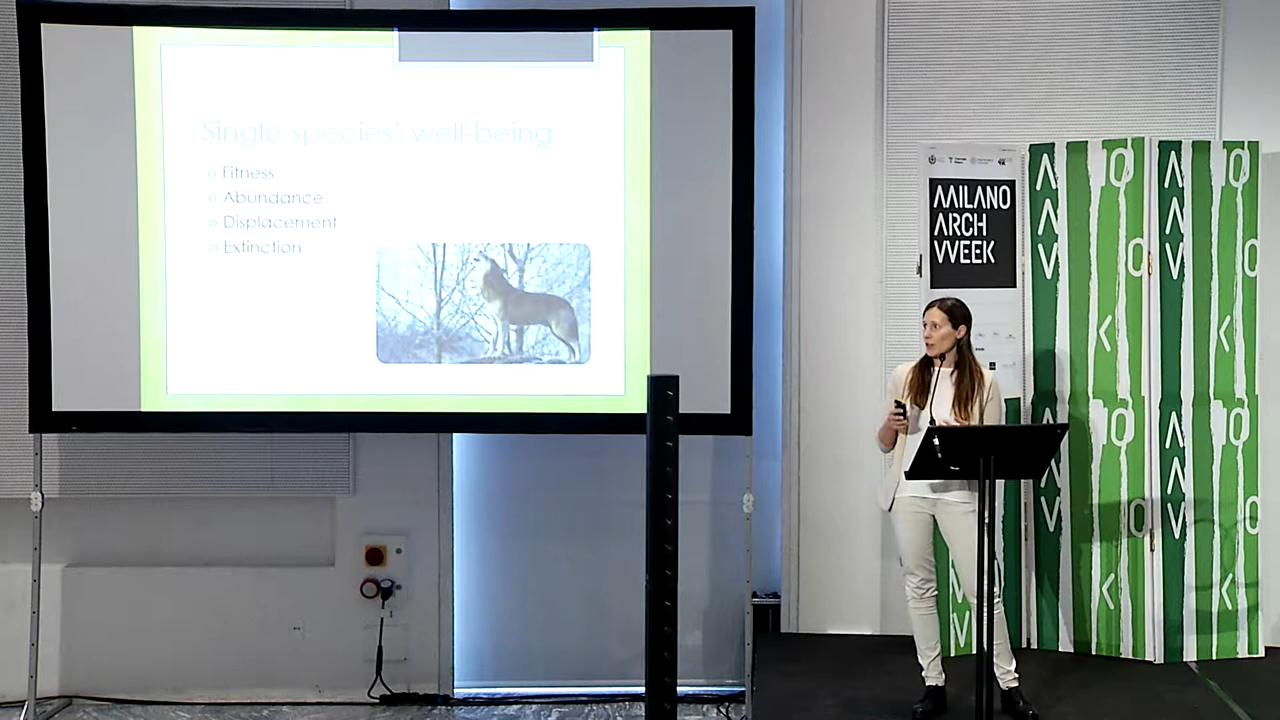 Single species' well-being
Fitness
Abundance
Displacement
Extinction
MILANO
ARCH
WEEK